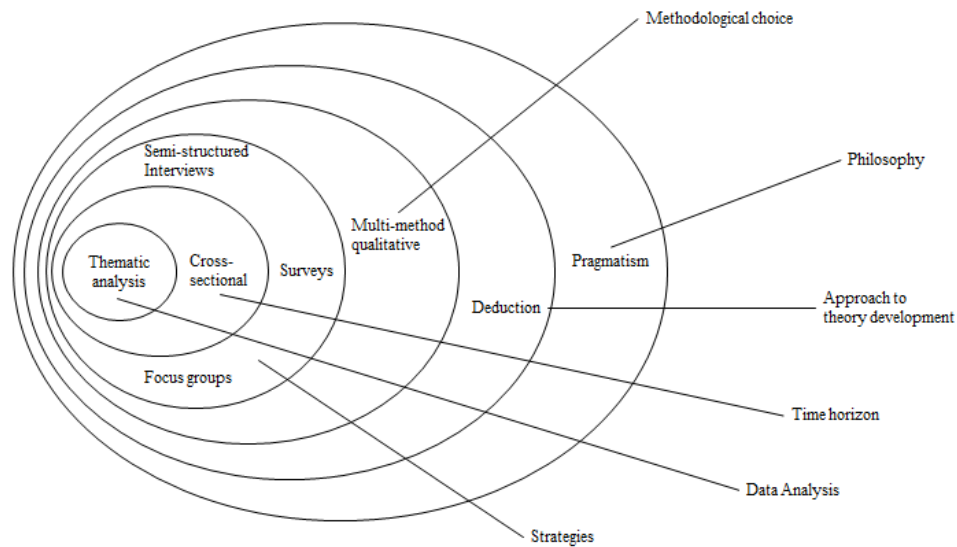 Methodological choice
Semi-structured
Interviews
Philosophy
Multi-method
qualitative
Thematic
analysis
Cross-
sectional
Surveys
Pragmatism
Deduction
Approach to
theory development
Focus groups
Time horizon
Data Analysis
Strategies